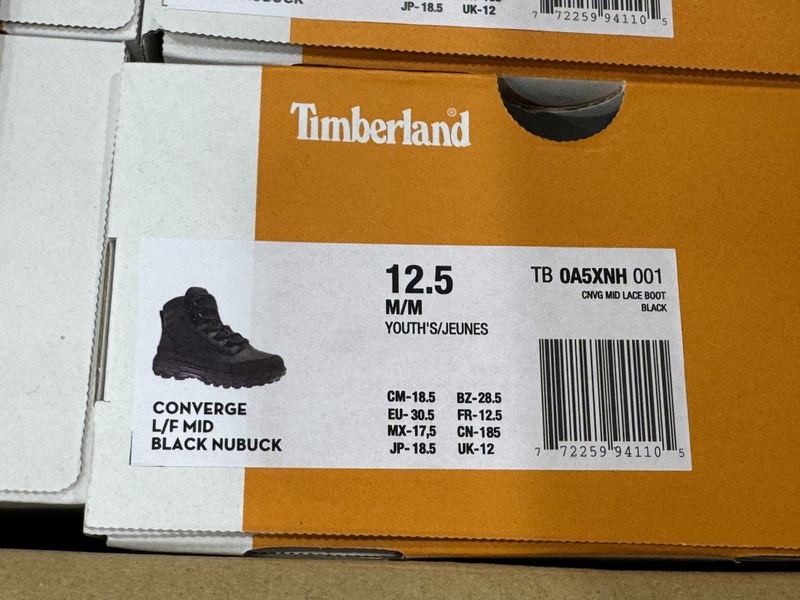 JP-18.5 UK-12
7 72259 94110 5
Timberland®
12.5
M/M
YOUTH'S/JEUNES
TB 0A5XNH 001
CNVG MID LACE BOOT
BLACK
CONVERGE
L/F MID
BLACK NUBUCK
CM-18.5 BZ-28.5
EU-30.5 FR-12.5
MX-17,5 CN-185
JP-18.5 UK-12
7 72259 94110 5